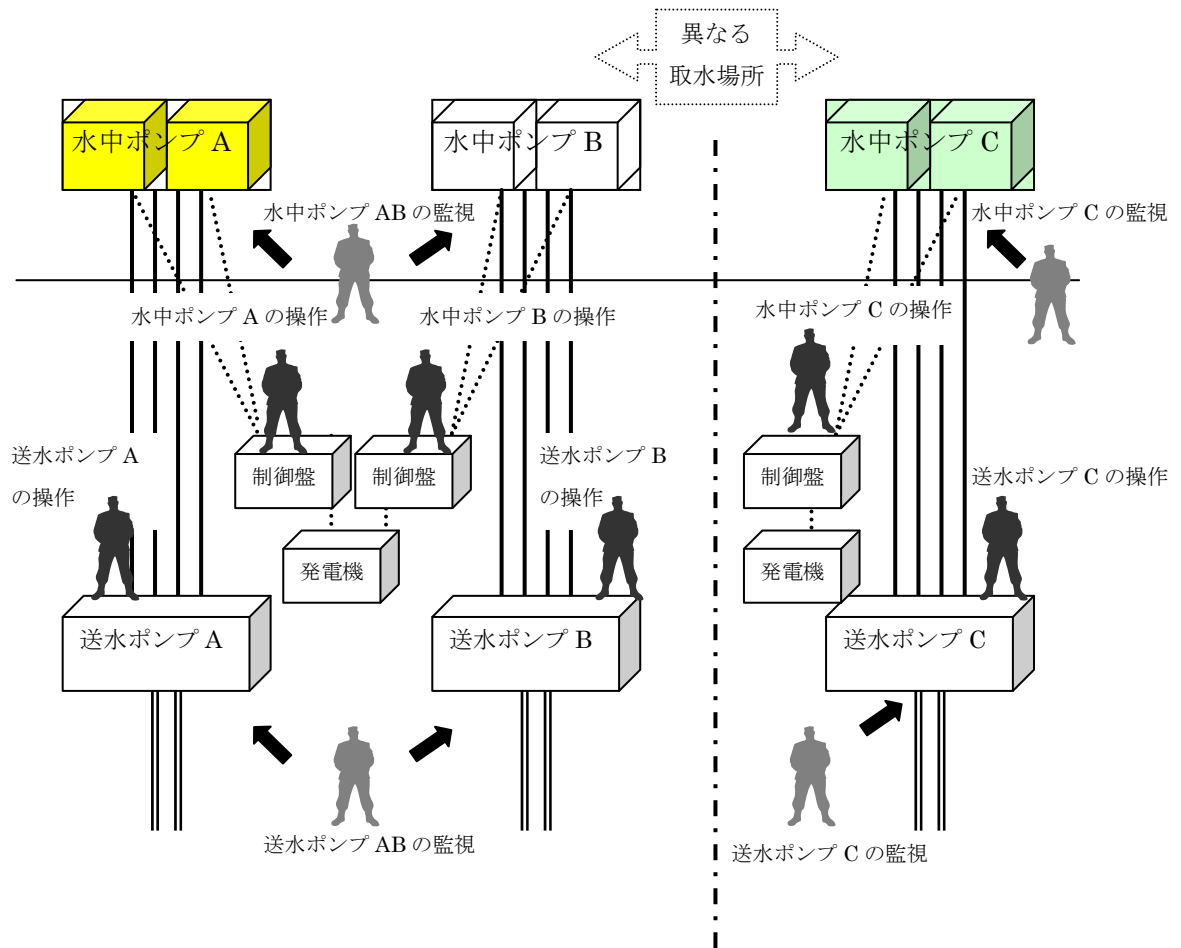 異なる
取水場所
水中ポンプ A
水中ポンプ B
水中ポンプ C
水中ポンプ AB の監視
水中ポンプ C の監視
水中ポンプ A の操作
水中ポンプ B の操作
水中ポンプ C の操作
送水ポンプ A
の操作
制御盤
制御盤
送水ポンプ B
の操作
制御盤
送水ポンプ C の操作
発電機
発電機
送水ポンプ A
送水ポンプ B
送水ポンプ C
送水ポンプ AB の監視
送水ポンプ C の監視